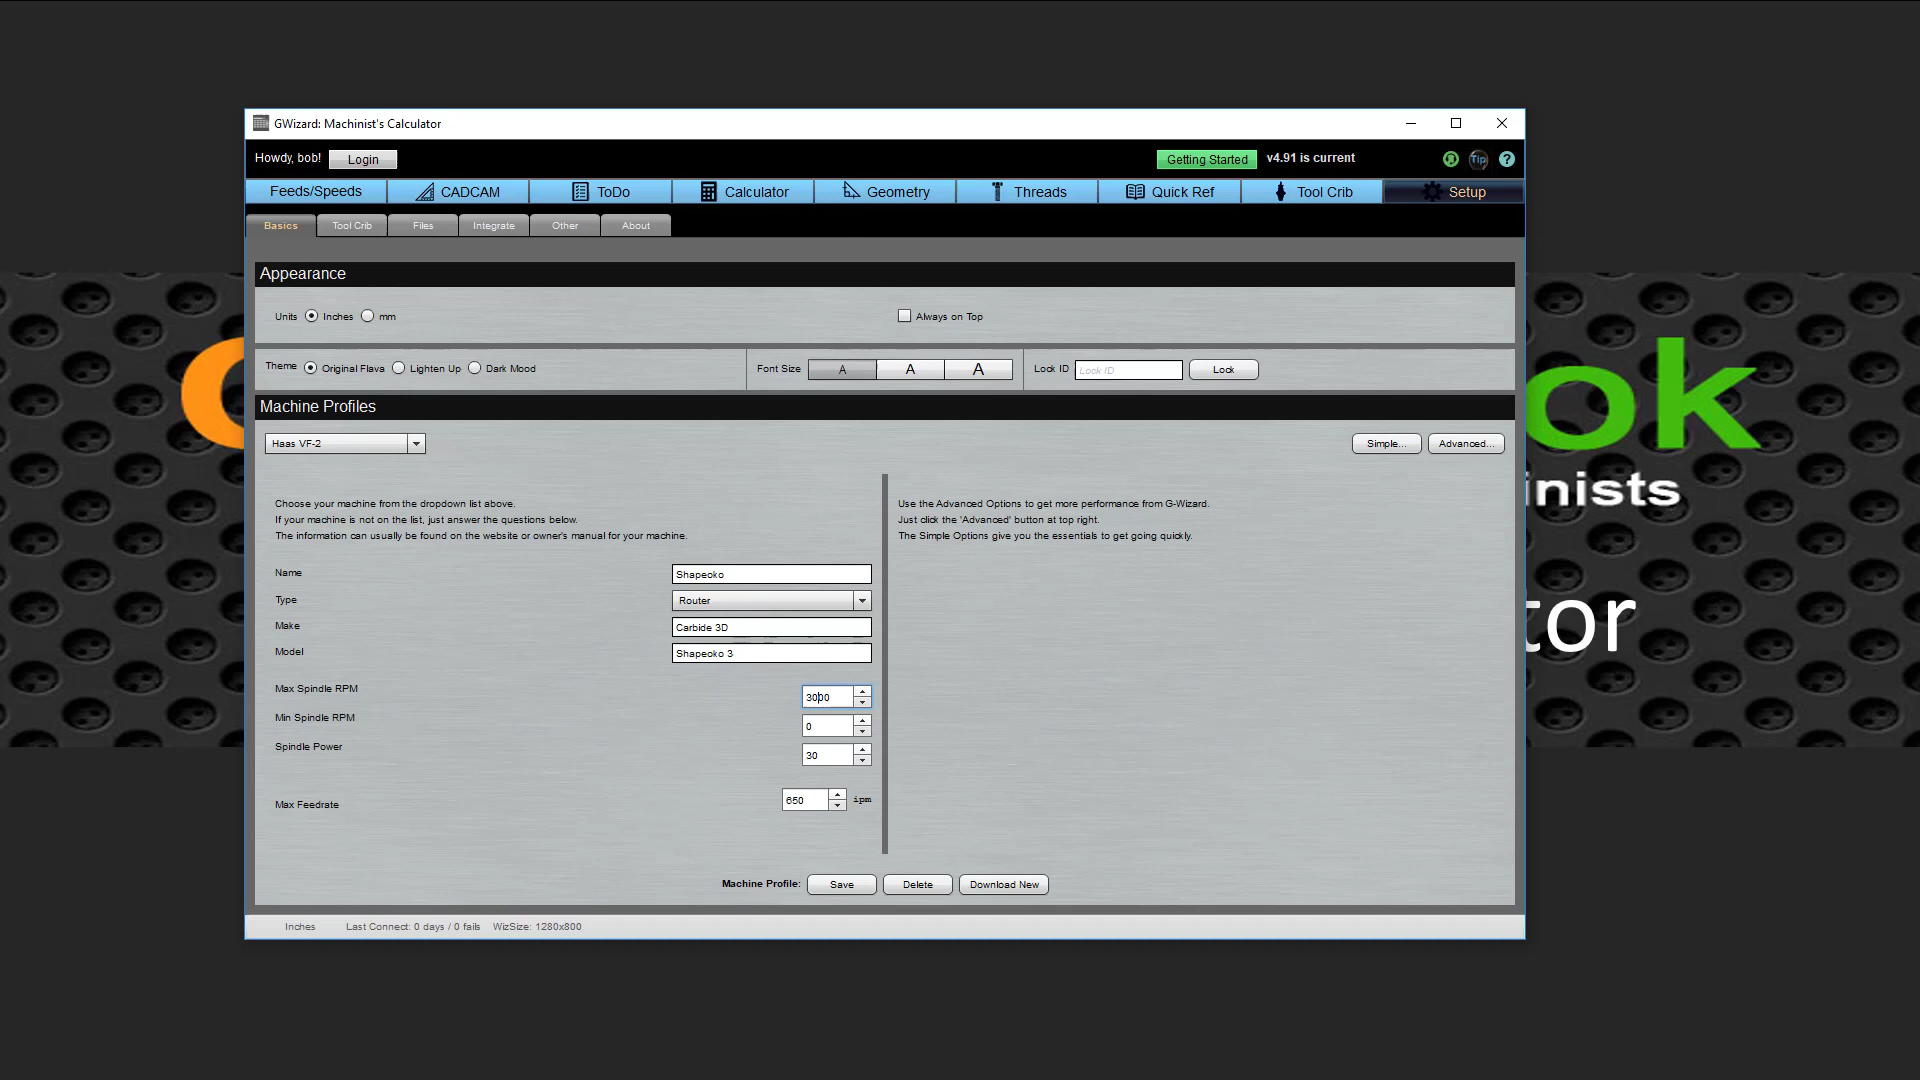 GWizard: Machinist's Calculator
Howdy, bob! Login Getting Started v4.91 is current Tip ?
Feeds/Speeds CADCAM ToDo Calculator Geometry Threads Quick Ref Tool Crib Setup
Basics Tool Crib Files Integrate Other About
Appearance
Units Inches mm Always on Top
Theme Original Flava Lighten Up Dark Mood Font Size A A A Lock ID Lock ID Lock
Machine Profiles
Haas VF-2 Simple... Advanced...
Choose your machine from the dropdown list above.
If your machine is not on the list, just answer the questions below.
The information can usually be found on the website or owner's manual for your machine.
Use the Advanced Options to get more performance from G-Wizard.
Just click the 'Advanced' button at top right.
The Simple Options give you the essentials to get going quickly.
Name Shapeoko
Type Router
Make Carbide 3D
Model Shapeoko 3
Max Spindle RPM 3000
Min Spindle RPM 0
Spindle Power 30
Max Feedrate 650 ipm
Machine Profile: Save Delete Download New
Inches Last Connect: 0 days / 0 fails WizSize: 1280x800
ok
inists
tor